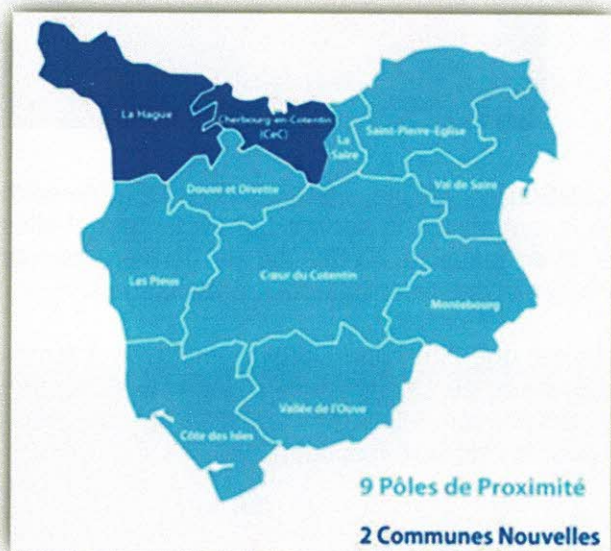 La Hague
Cherbourg-en-Cotentin
(CeC)
La
Saire
Saint-Pierre-Eglise
Val de Saire
Douve et Divette
Les Pieux
Cœur du Cotentin
Montebourg
Côte des Isles
Vallée de l'Ouve
9 Pôles de Proximité
2 Communes Nouvelles